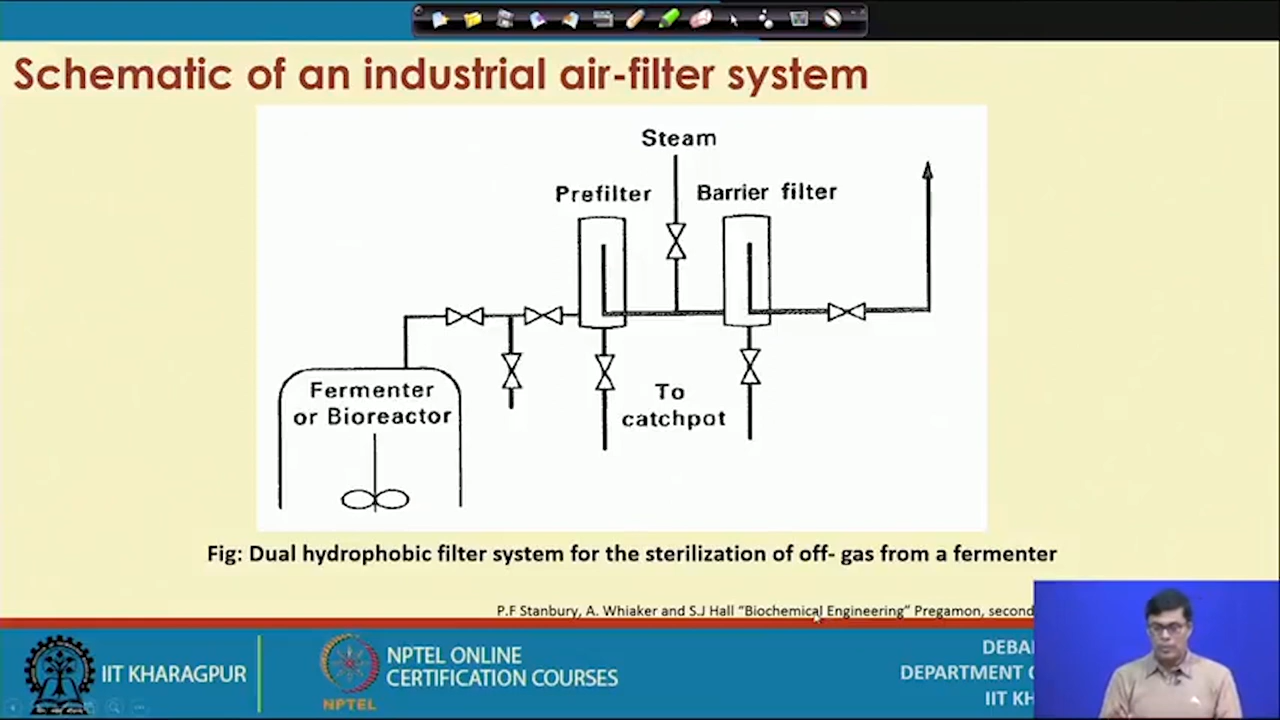 Schematic of an industrial air-filter system
Steam
Prefilter
Barrier filter
Fermenter
or Bioreactor
To
catchpot
Fig: Dual hydrophobic filter system for the sterilization of off- gas from a fermenter
P.F Stanbury, A. Whiaker and S.J Hall "Biochemical Engineering" Pregamon, second
IIT KHARAGPUR
NPTEL
NPTEL ONLINE
CERTIFICATION COURSES
DEBA
DEPARTMENT
IIT KH